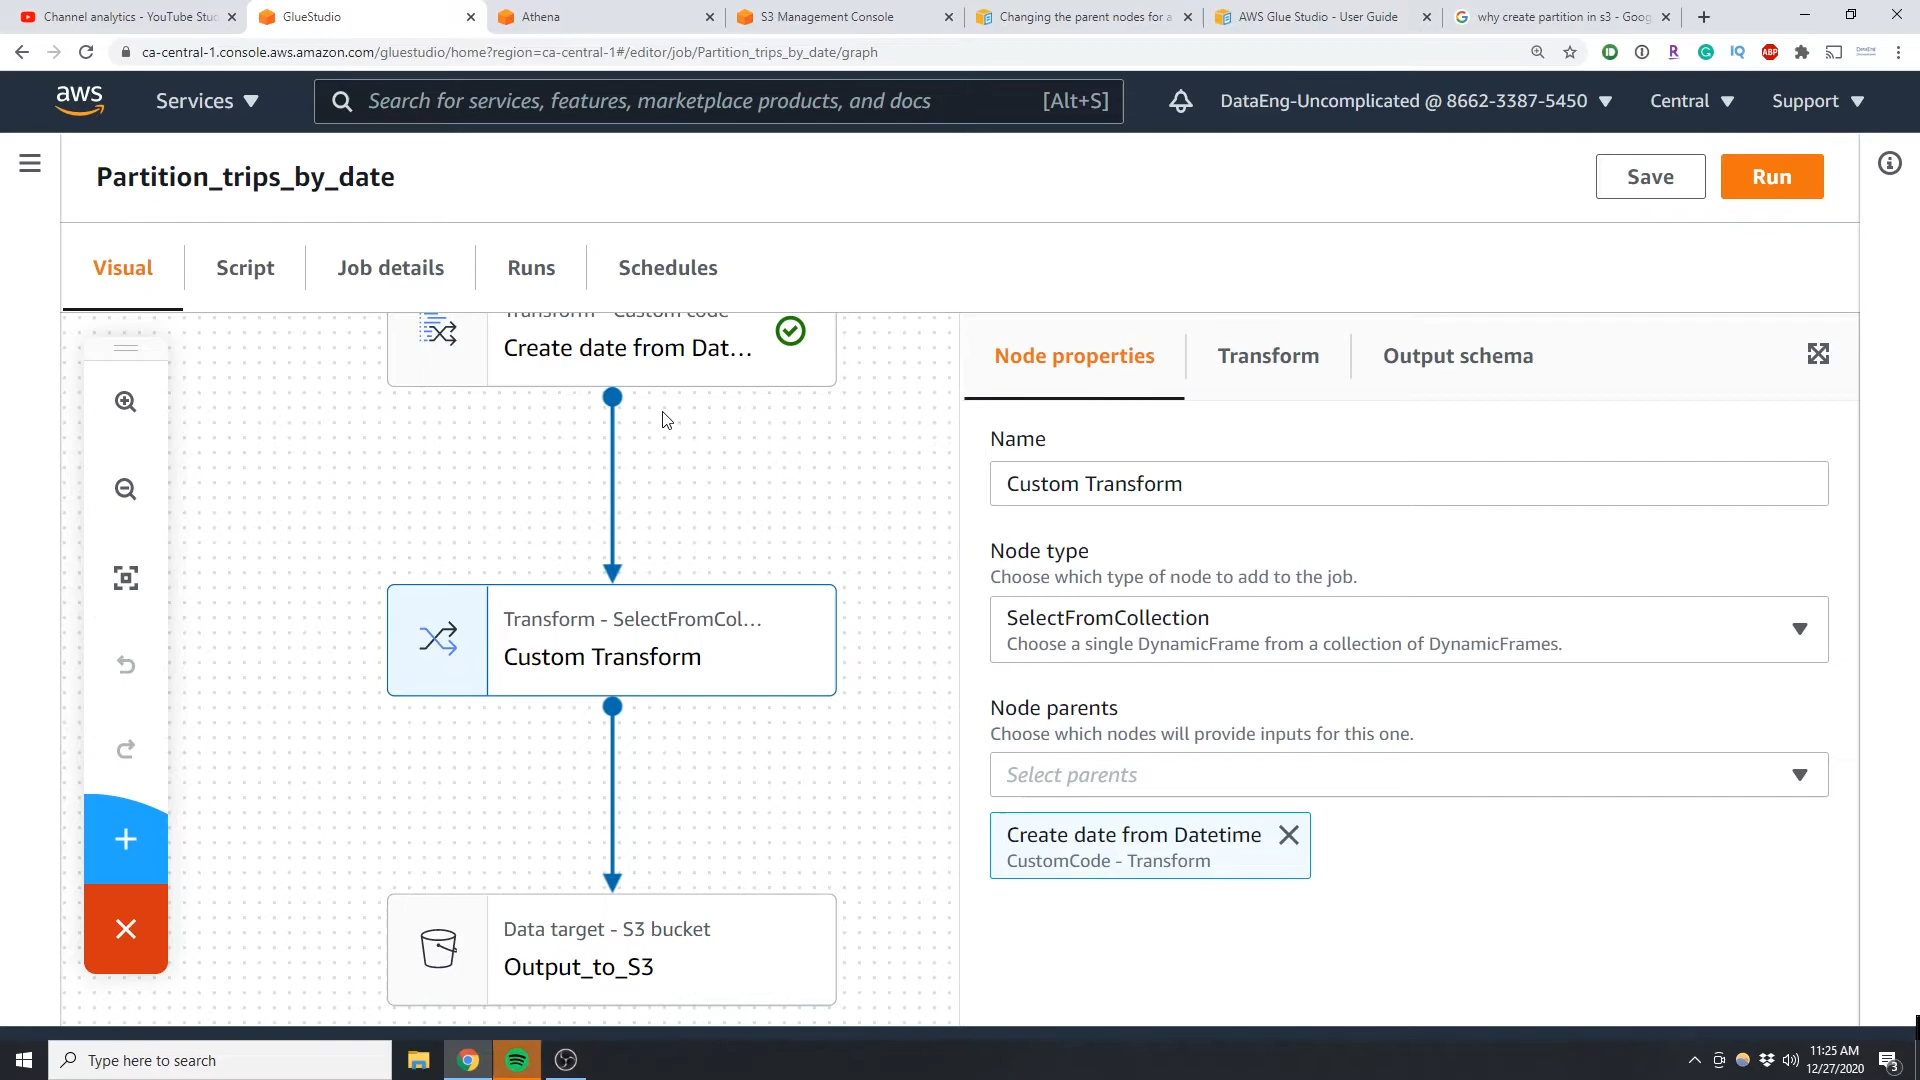 Channel analytics - YouTube Stu
GlueStudio
Athena
S3 Management Console
Changing the parent nodes for a
AWS Glue Studio - User Guide
why create partition in s3 - Goog
ca-central-1.console.aws.amazon.com/gluestudio/home?region=ca-central-1#/editor/job/Partition_trips_by_date/graph
aws
Services
Search for services, features, marketplace products, and docs
[Alt+S]
DataEng-Uncomplicated @ 8662-3387-5450
Central
Support
Partition_trips_by_date
Save
Run
Visual
Script
Job details
Runs
Schedules
Transform - Custom code
Create date from Dat...
Transform - SelectFromCol...
Custom Transform
Data target - S3 bucket
Output_to_S3
Node properties
Transform
Output schema
Name
Custom Transform
Node type
Choose which type of node to add to the job.
SelectFromCollection
Choose a single DynamicFrame from a collection of DynamicFrames.
Node parents
Choose which nodes will provide inputs for this one.
Select parents
Create date from Datetime
CustomCode - Transform
Type here to search
11:25 AM
12/27/2020
3